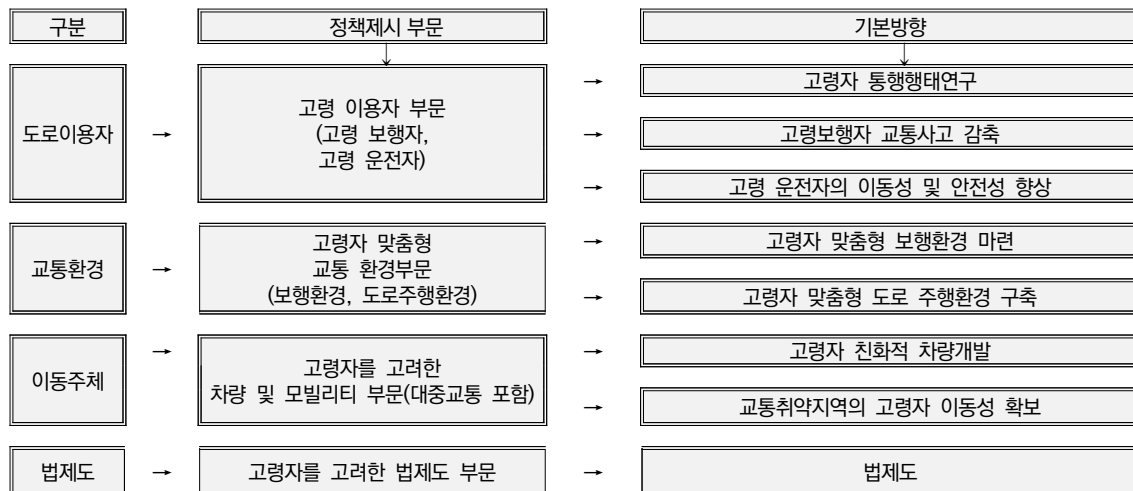 구분
정책제시 부문
기본방향
도로이용자
→
고령 이용자 부문
(고령 보행자,
고령 운전자)
→
고령자 통행행태연구
→
고령보행자 교통사고 감축
→
고령 운전자의 이동성 및 안전성 향상
교통환경
→
고령자 맞춤형
교통 환경부문
(보행환경, 도로주행환경)
→
고령자 맞춤형 보행환경 마련
→
고령자 맞춤형 도로 주행환경 구축
이동주체
→
고령자를 고려한
차량 및 모빌리티 부문(대중교통 포함)
→
고령자 친화적 차량개발
→
교통취약지역의 고령자 이동성 확보
법제도
→
고령자를 고려한 법제도 부문
→
법제도